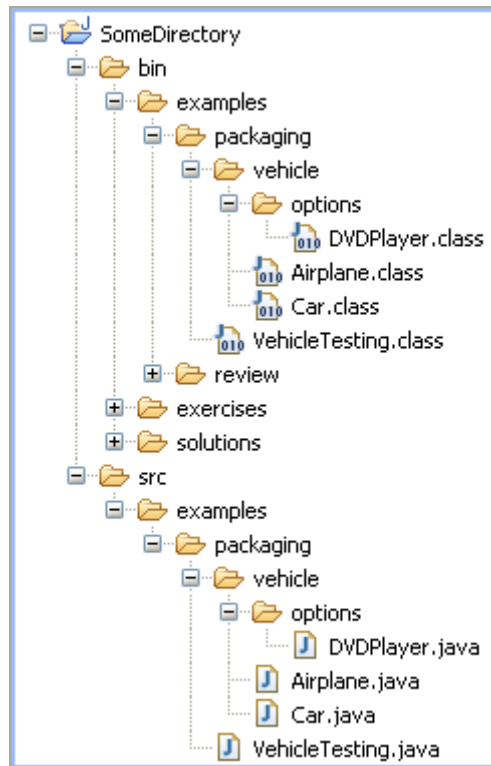 SomeDirectory
bin
examples
packaging
vehicle
options
DVDPlayer.class
Airplane.class
Car.class
VehicleTesting.class
review
exercises
solutions
src
examples
packaging
vehicle
options
DVDPlayer.java
Airplane.java
Car.java
VehicleTesting.java